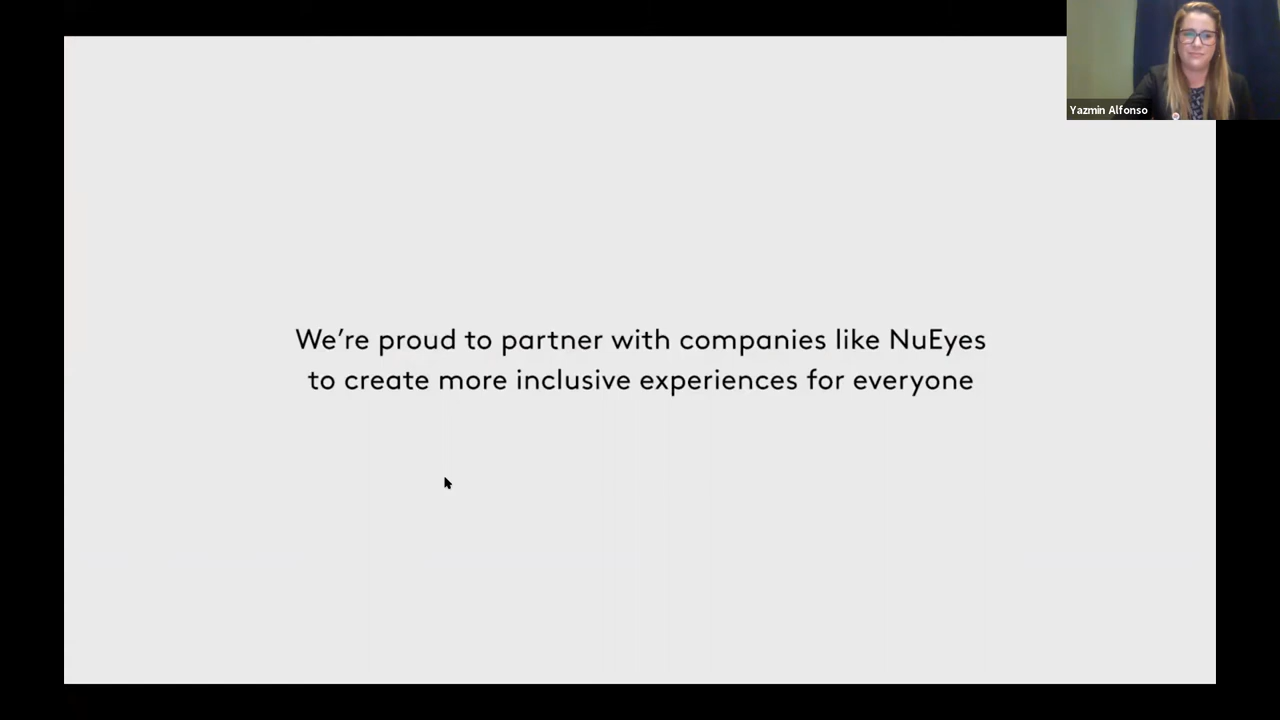 Yazmin Alfonso
We’re proud to partner with companies like NuEyes
to create more inclusive experiences for everyone